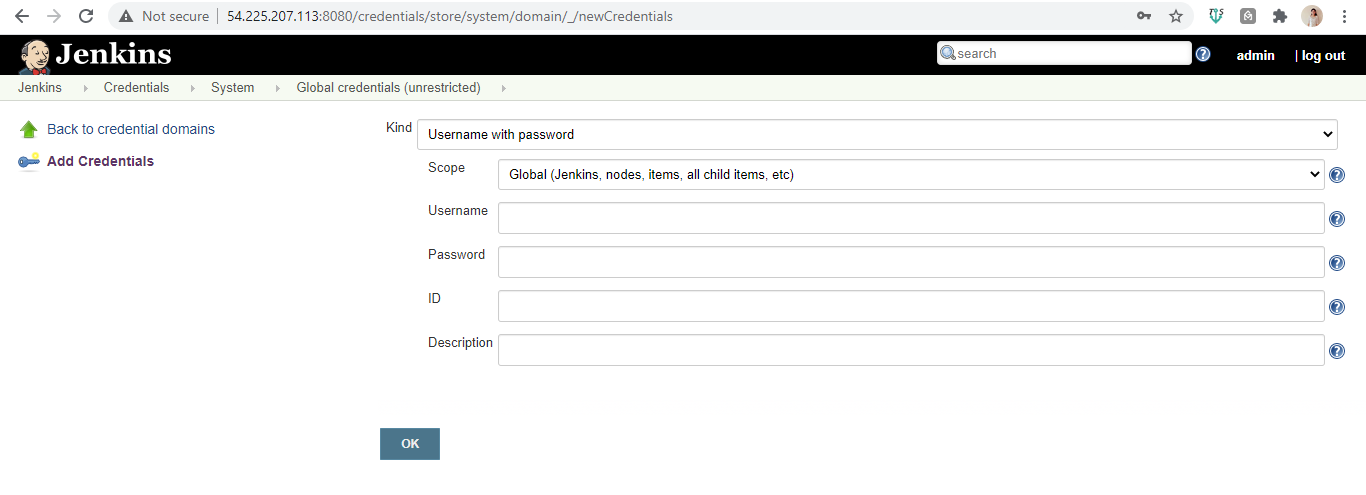 Not secure 54.225.207.113:8080/credentials/store/system/domain/_/newCredentials
Jenkins
search
admin | log out
Jenkins Credentials System Global credentials (unrestricted)
Back to credential domains
Add Credentials
Kind Username with password
Scope Global (Jenkins, nodes, items, all child items, etc)
Username
Password
ID
Description
OK